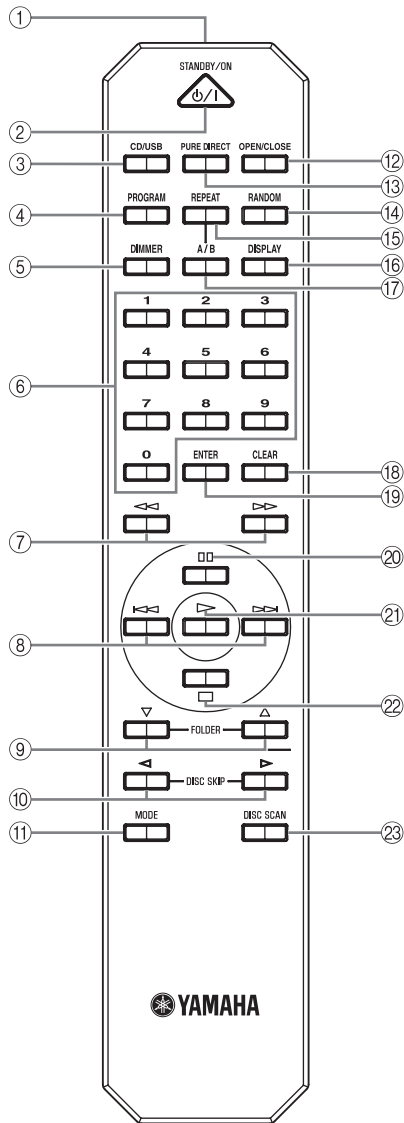 ①
STANDBY/ON
⏻/I
②
CD/USB PURE DIRECT OPEN/CLOSE
③ ⑫
⑬
PROGRAM REPEAT RANDOM
④ ⑭
⑮
DIMMER A/B DISPLAY
⑤ ⑯
⑰
1 2 3
4 5 6
⑥
7 8 9
0 ENTER CLEAR
⑱
⑲
⑦
⑳
㉑
⑧
㉒
FOLDER
⑨
DISC SKIP
⑩
MODE DISC SCAN
⑪ ㉓
YAMAHA